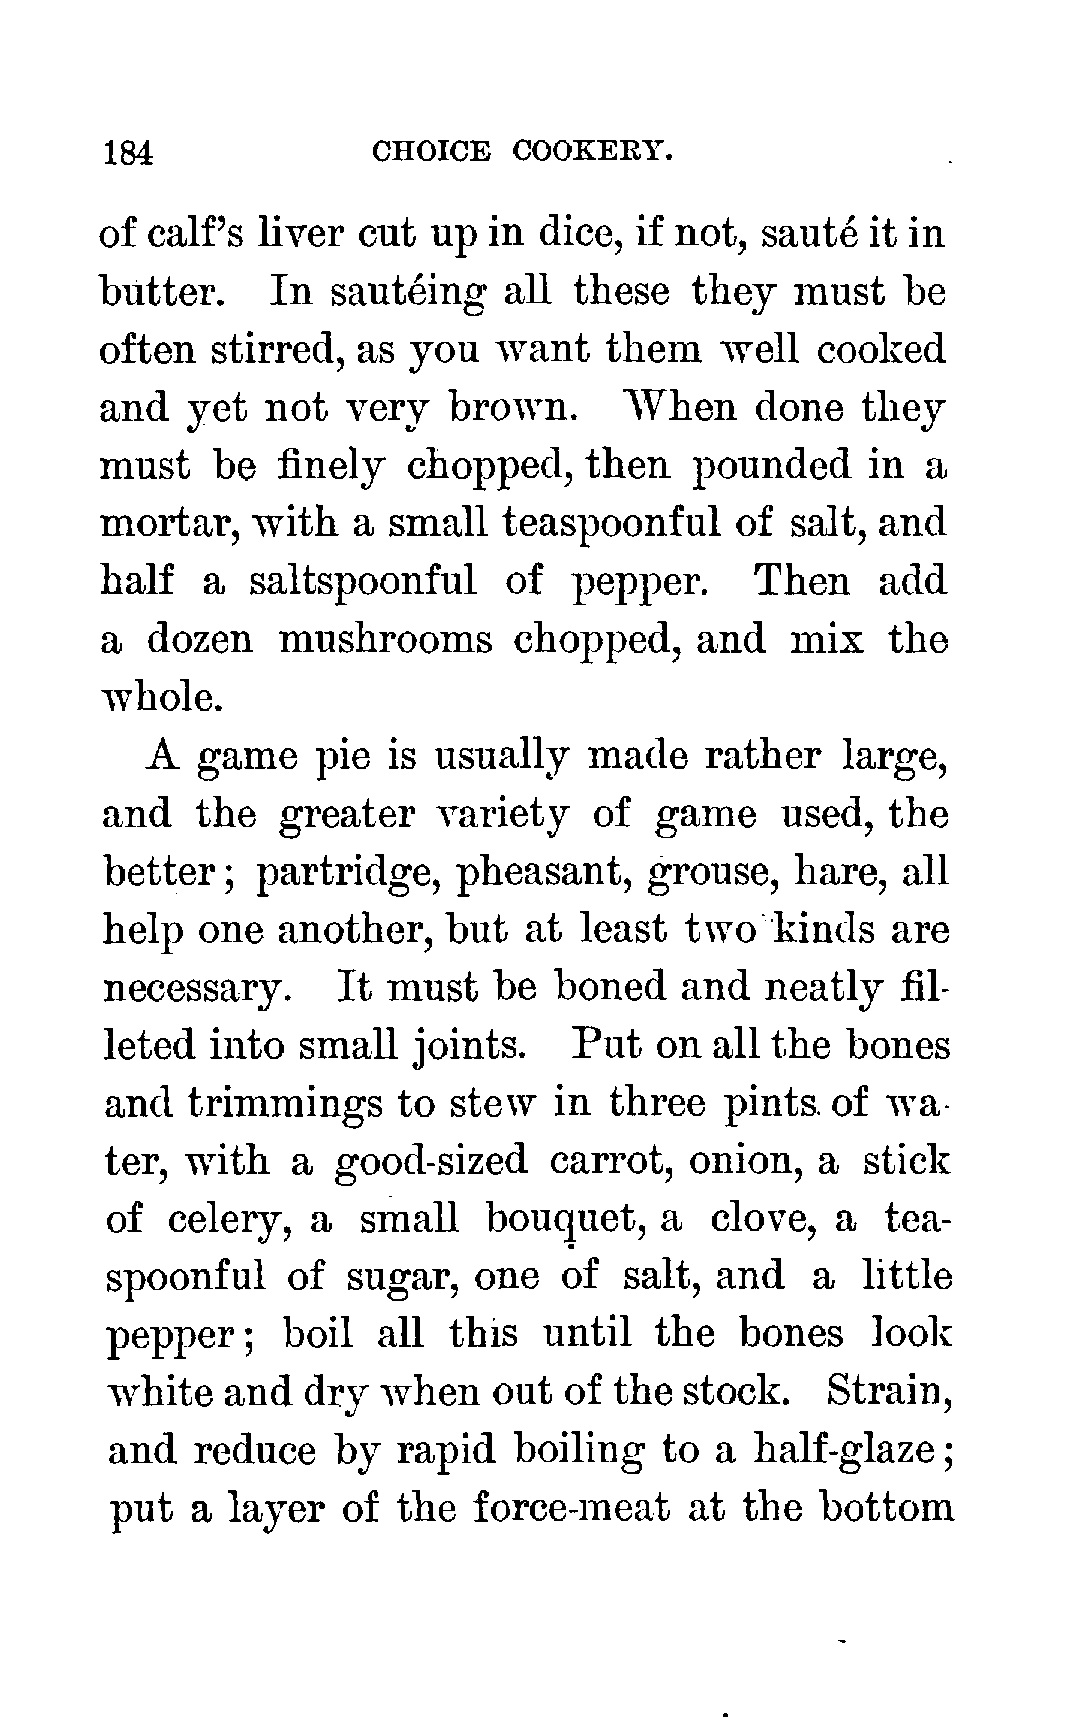 184 CHOICE COOKERY.
of calf's liver cut up in dice, if not, sauté it in
butter. In sautéing all these they must be
often stirred, as you want them well cooked
and yet not very brown. When done they
must be finely chopped, then pounded in a
mortar, with a small teaspoonful of salt, and
half a saltspoonful of pepper. Then add
a dozen mushrooms chopped, and mix the
whole.
A game pie is usually made rather large,
and the greater variety of game used, the
better; partridge, pheasant, grouse, hare, all
help one another, but at least two kinds are
necessary. It must be boned and neatly fil-
leted into small joints. Put on all the bones
and trimmings to stew in three pints of wa-
ter, with a good-sized carrot, onion, a stick
of celery, a small bouquet, a clove, a tea-
spoonful of sugar, one of salt, and a little
pepper; boil all this until the bones look
white and dry when out of the stock. Strain,
and reduce by rapid boiling to a half-glaze;
put a layer of the force-meat at the bottom